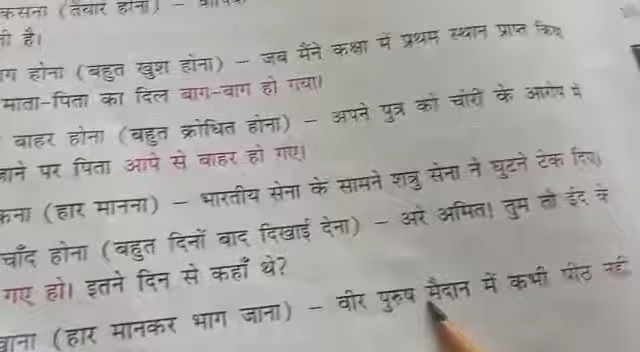 कसना (तैयार होना) –
ी है।
ाग होना (बहुत खुश होना) – जब मैंने कक्षा में प्रथम स्थान प्राप्त किय
माता-पिता का दिल बाग-बाग हो गया।
बाहर होना (बहुत क्रोधित होना) – अपने पुत्र को चोरी के आरोप में
जाने पर पिता आपे से बाहर हो गए।
कना (हार मानना) – भारतीय सेना के सामने शत्रु सेना ने घुटने टेक दिए।
चाँद होना (बहुत दिनों बाद दिखाई देना) – अरे अमित! तुम तो ईद के
गए हो। इतने दिन से कहाँ थे?
खाना (हार मानकर भाग जाना) – वीर पुरुष मैदान में कभी पीठ नहीं